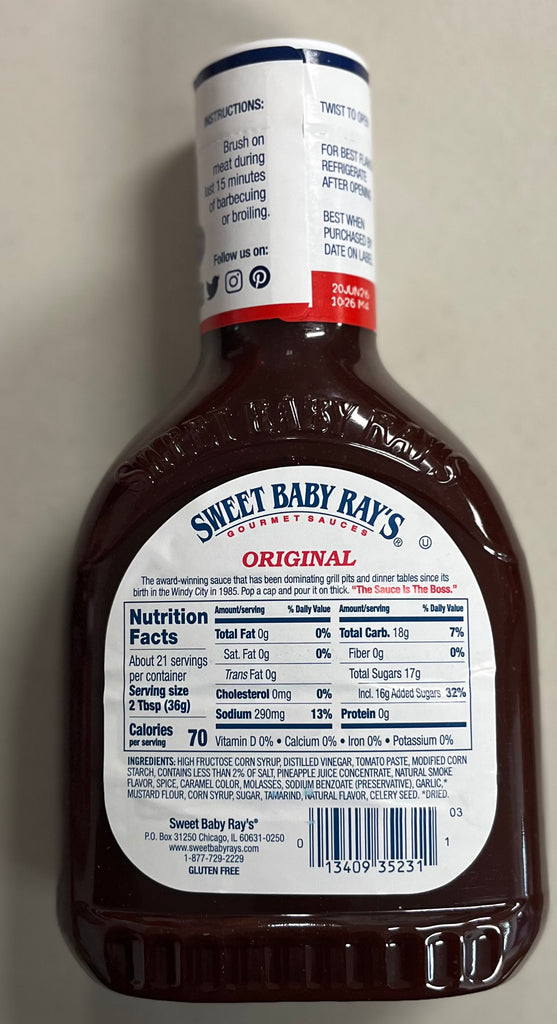 INSTRUCTIONS:
Brush on
meat during
last 15 minutes
of barbecuing
or broiling.
Follow us on:
TWIST TO OPEN
FOR BEST FLAVOR
REFRIGERATE
AFTER OPENING
BEST WHEN
PURCHASED BY
DATE ON LABEL
20JUN26
10:26 M4
SWEET BABY RAY'S
SWEET BABY RAY'S®
GOURMET SAUCES
U
ORIGINAL
The award-winning sauce that has been dominating grill pits and dinner tables since its
birth in the Windy City in 1985. Pop a cap and pour it on thick. "The Sauce Is The Boss."
Nutrition
Facts
About 21 servings
per container
Serving size
2 Tbsp (36g)
Calories
per serving 70
Amount/serving % Daily Value
Total Fat 0g 0%
Sat. Fat 0g 0%
Trans Fat 0g
Cholesterol 0mg 0%
Sodium 290mg 13%
Amount/serving % Daily Value
Total Carb. 18g 7%
Fiber 0g 0%
Total Sugars 17g
Incl. 16g Added Sugars 32%
Protein 0g
Vitamin D 0% • Calcium 0% • Iron 0% • Potassium 0%
INGREDIENTS: HIGH FRUCTOSE CORN SYRUP, DISTILLED VINEGAR, TOMATO PASTE, MODIFIED CORN
STARCH, CONTAINS LESS THAN 2% OF SALT, PINEAPPLE JUICE CONCENTRATE, NATURAL SMOKE
FLAVOR, SPICE, CARAMEL COLOR, MOLASSES, SODIUM BENZOATE (PRESERVATIVE), GARLIC,*
MUSTARD FLOUR, CORN SYRUP, SUGAR, TAMARIND, NATURAL FLAVOR, CELERY SEED. *DRIED.
Sweet Baby Ray's®
P.O. Box 31250 Chicago, IL 60631-0250
www.sweetbabyrays.com
1-877-729-2229
GLUTEN FREE
03
0 13409 35231 1